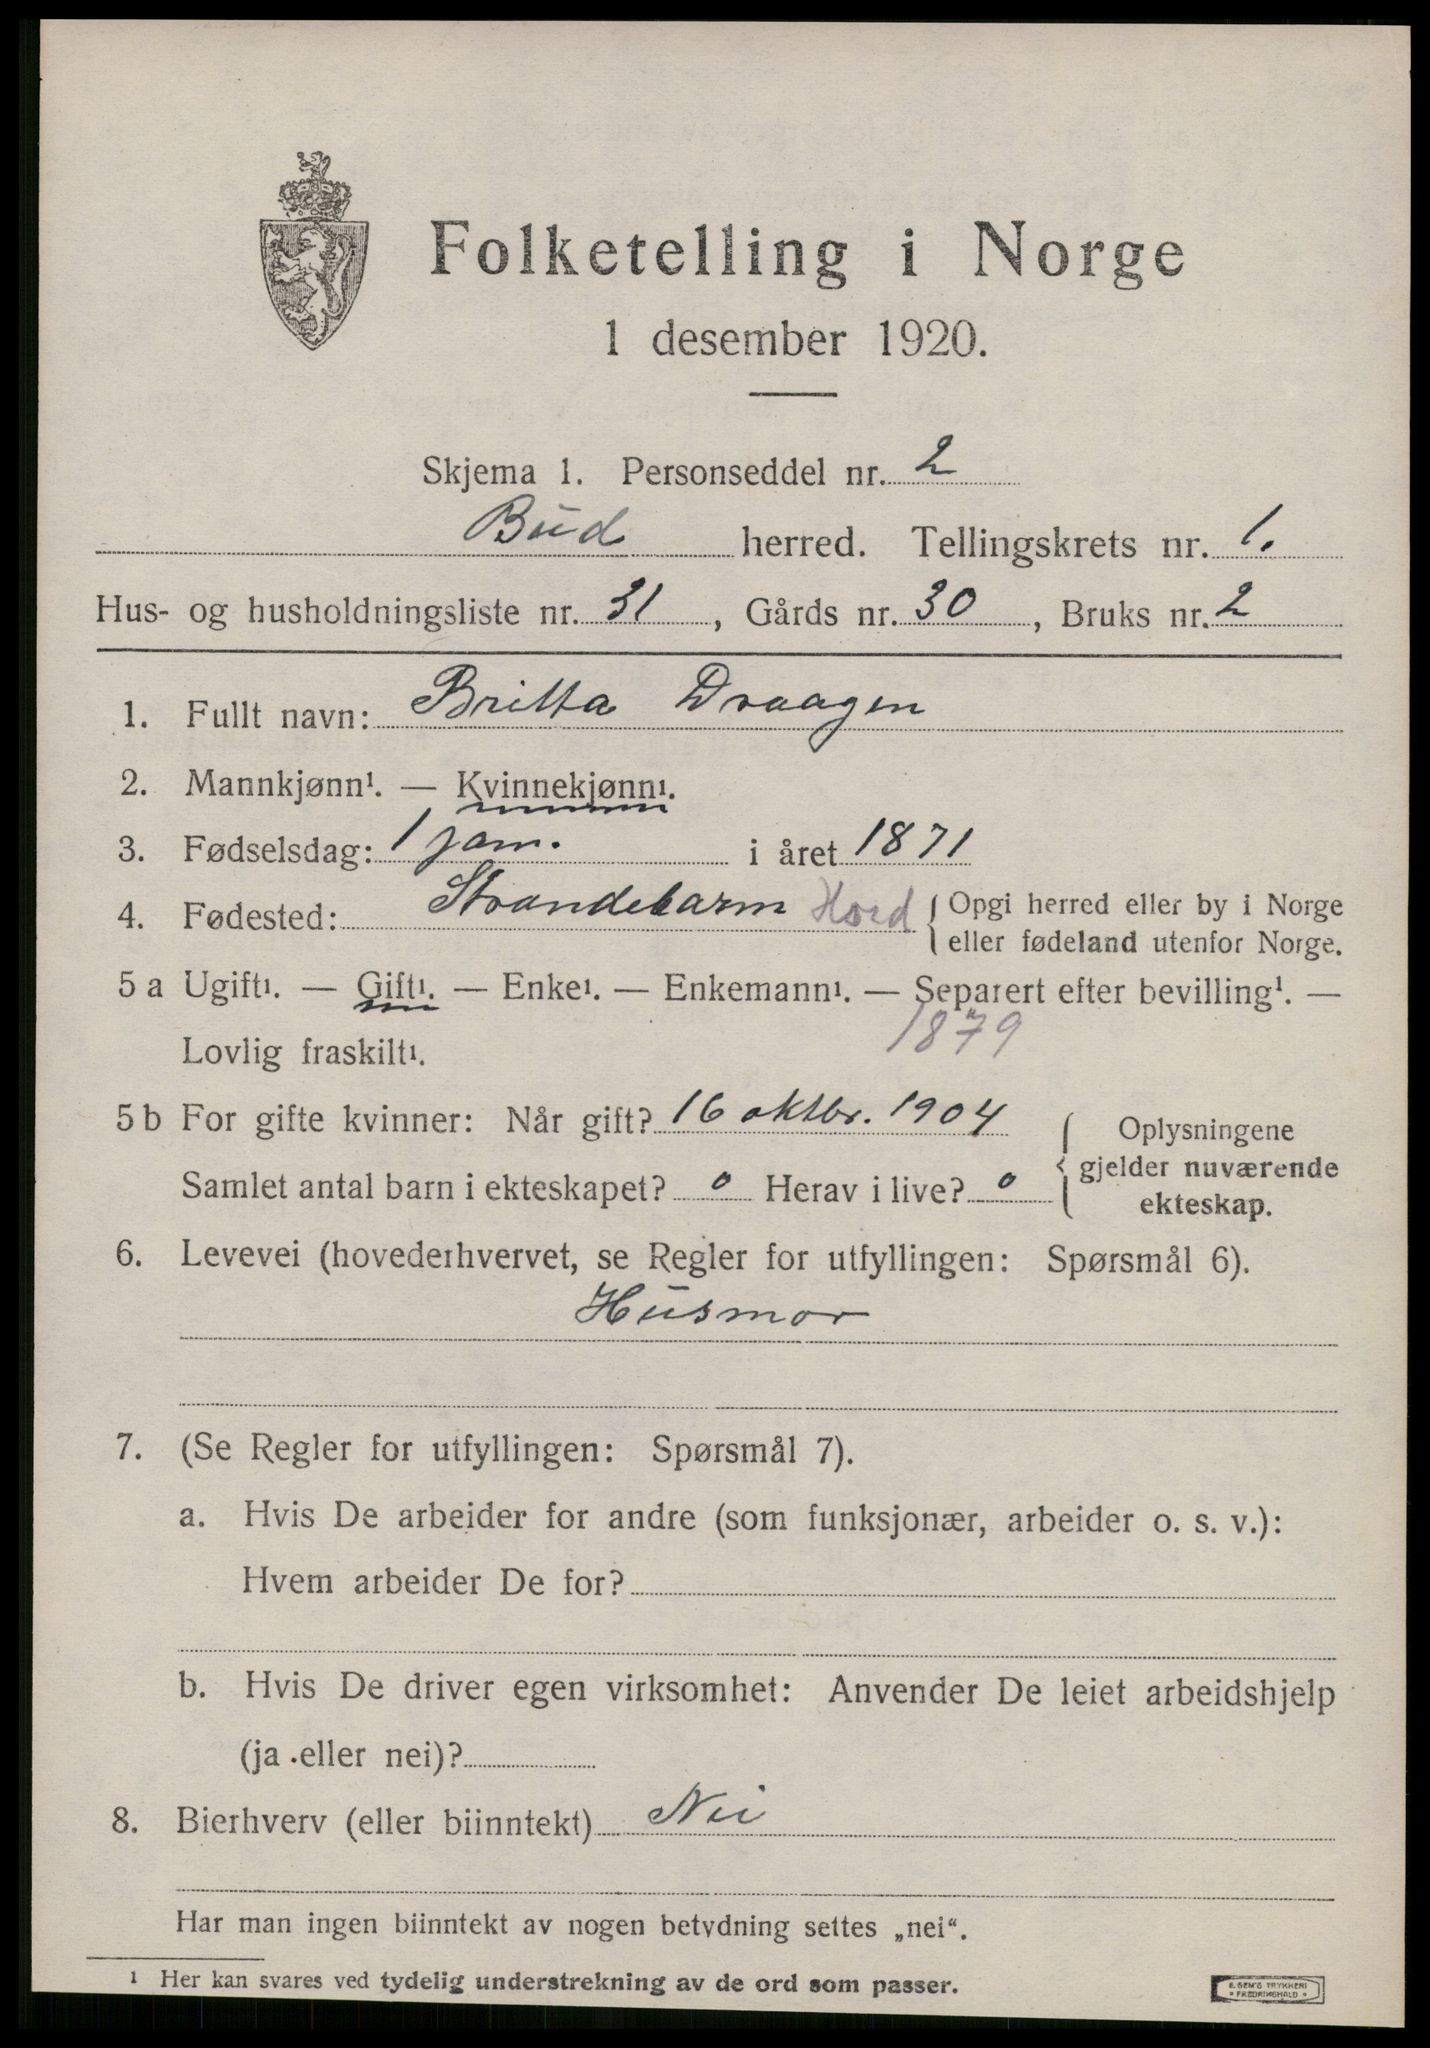 Folketelling i Norge
1 desember 1920.
Skjema 1. Personseddel nr. 2
Bud herred. Tellingskrets nr. 1.
Hus- og husholdningsliste nr. 31, Gårds nr. 30, Bruks nr. 2
1. Fullt navn: Britta Draagen
2. Mannkjønn¹. — Kvinnekjønn¹.
3. Fødselsdag: 1 jan. i året 1871
4. Fødested: Strandebarm Hord { Opgi herred eller by i Norge
eller fødeland utenfor Norge.
5 a Ugift¹. — Gift¹. — Enke¹. — Enkemann¹. — Separert efter bevilling¹. —
Lovlig fraskilt¹. 1879
5 b For gifte kvinner: Når gift? 16 oktbr. 1904 { Oplysningene
gjelder nuværende
Samlet antal barn i ekteskapet? 0 Herav i live? 0
ekteskap.
6. Levevei (hovederhvervet, se Regler for utfyllingen: Spørsmål 6).
Husmor
7. (Se Regler for utfyllingen: Spørsmål 7).
a. Hvis De arbeider for andre (som funksjonær, arbeider o. s. v.):
Hvem arbeider De for?
b. Hvis De driver egen virksomhet: Anvender De leiet arbeidshjelp
(ja eller nei)?
8. Bierhverv (eller biinntekt) Nei
Har man ingen biinntekt av nogen betydning settes „nei“.
¹ Her kan svares ved tydelig understrekning av de ord som passer.
E. SEM'S TRYKKERI
FREDRIKSHALD